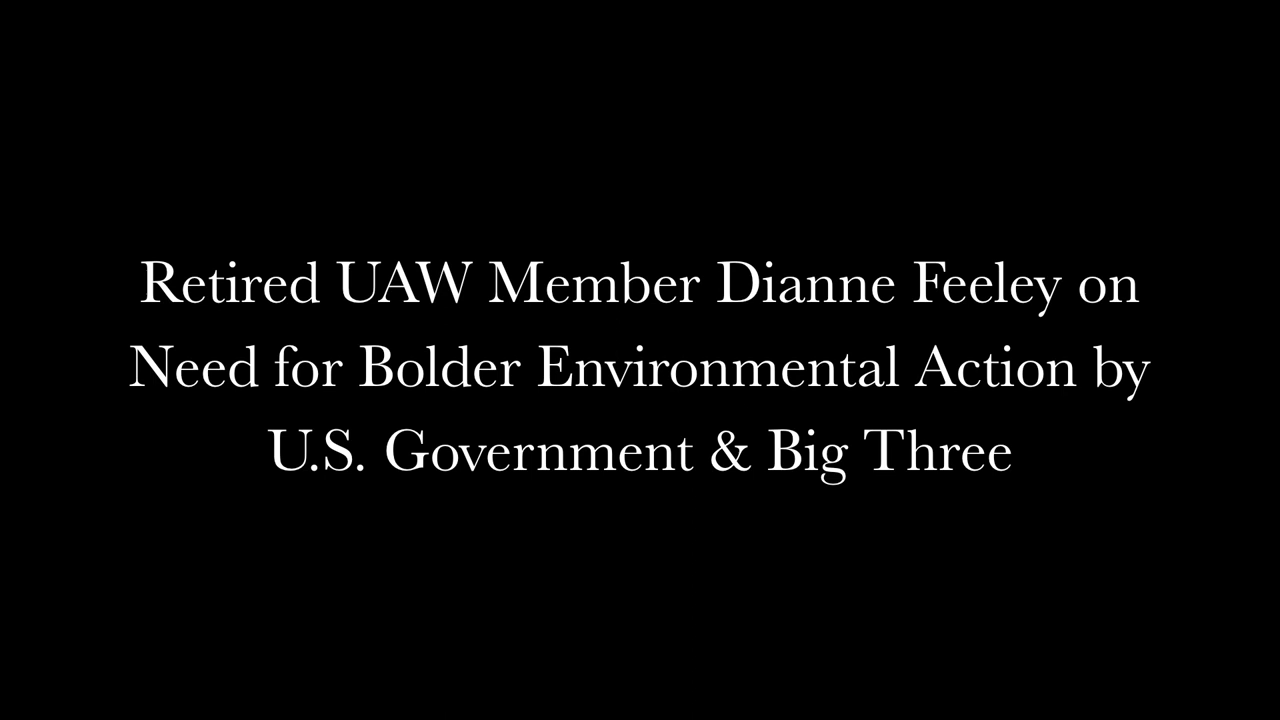 Retired UAW Member Dianne Feeley on
Need for Bolder Environmental Action by
U.S. Government & Big Three